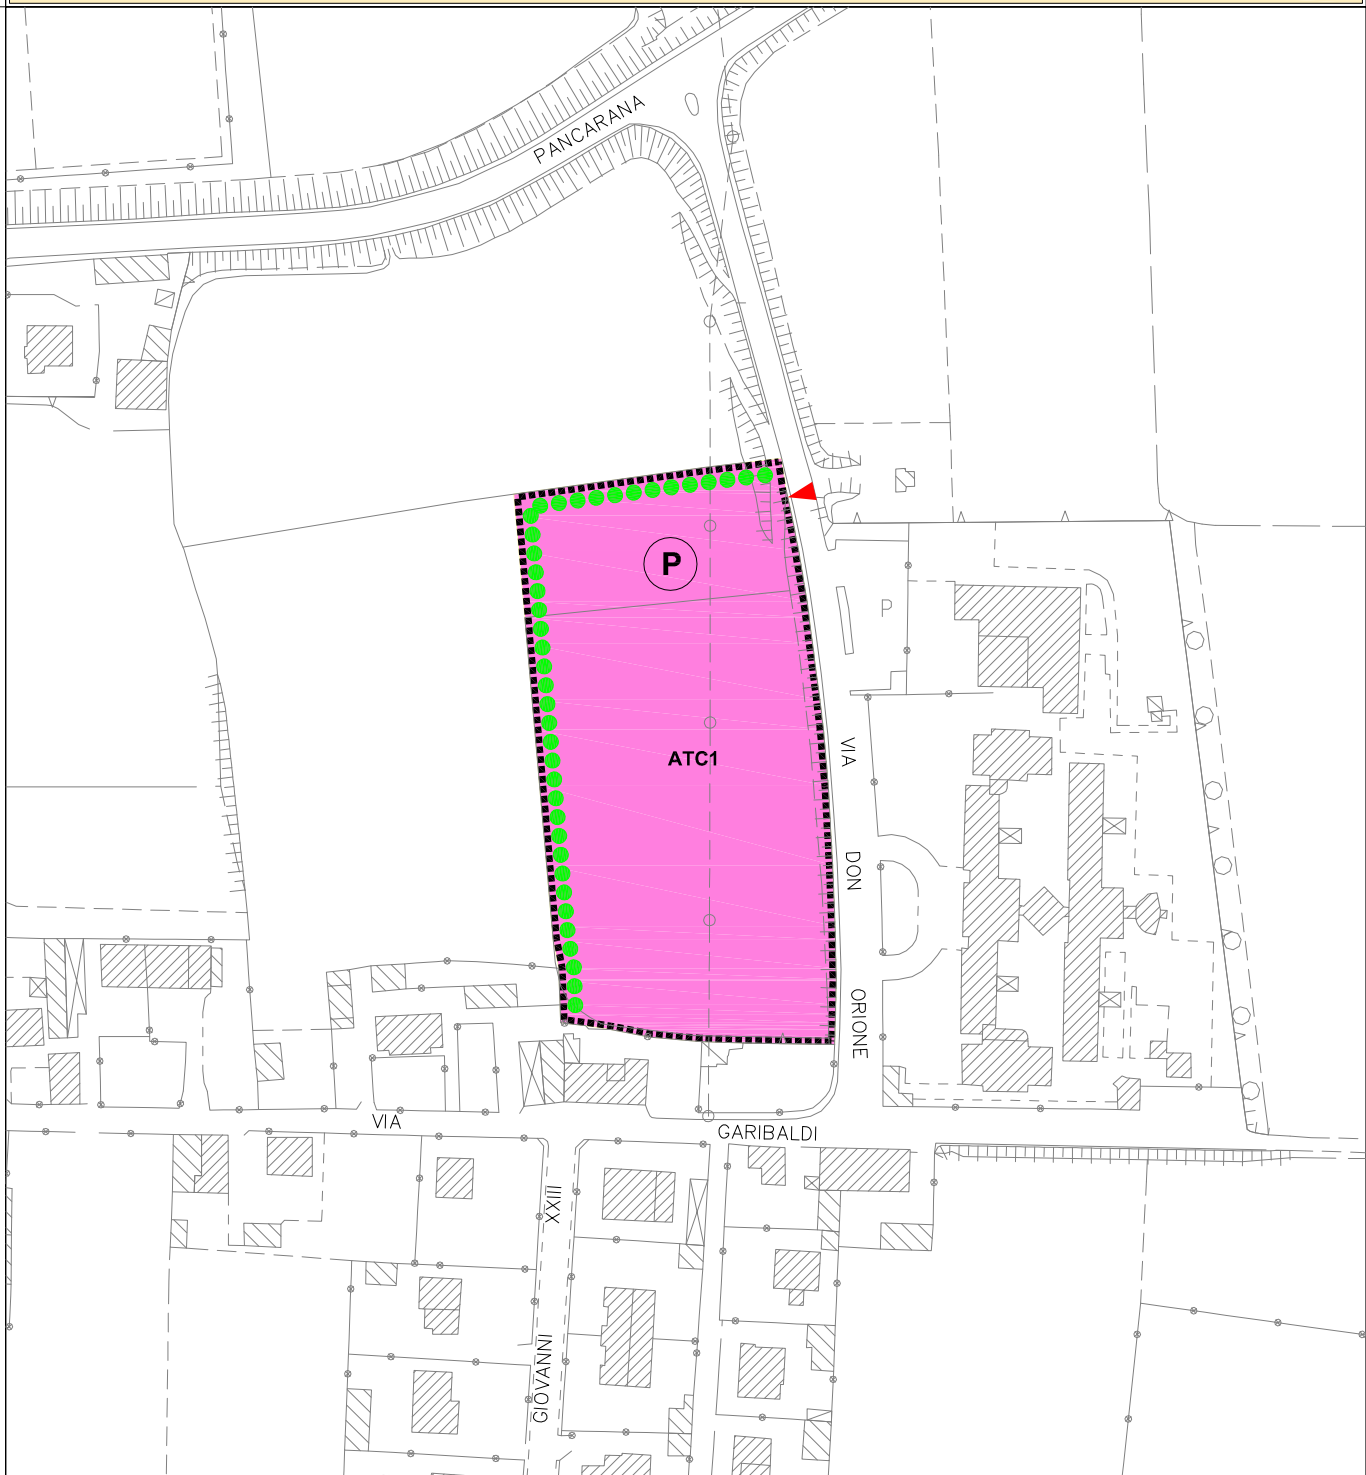 PANCARANA
P
P
ATC1
VIA
DON
ORIONE
VIA
GARIBALDI
XXIII
GIOVANNI